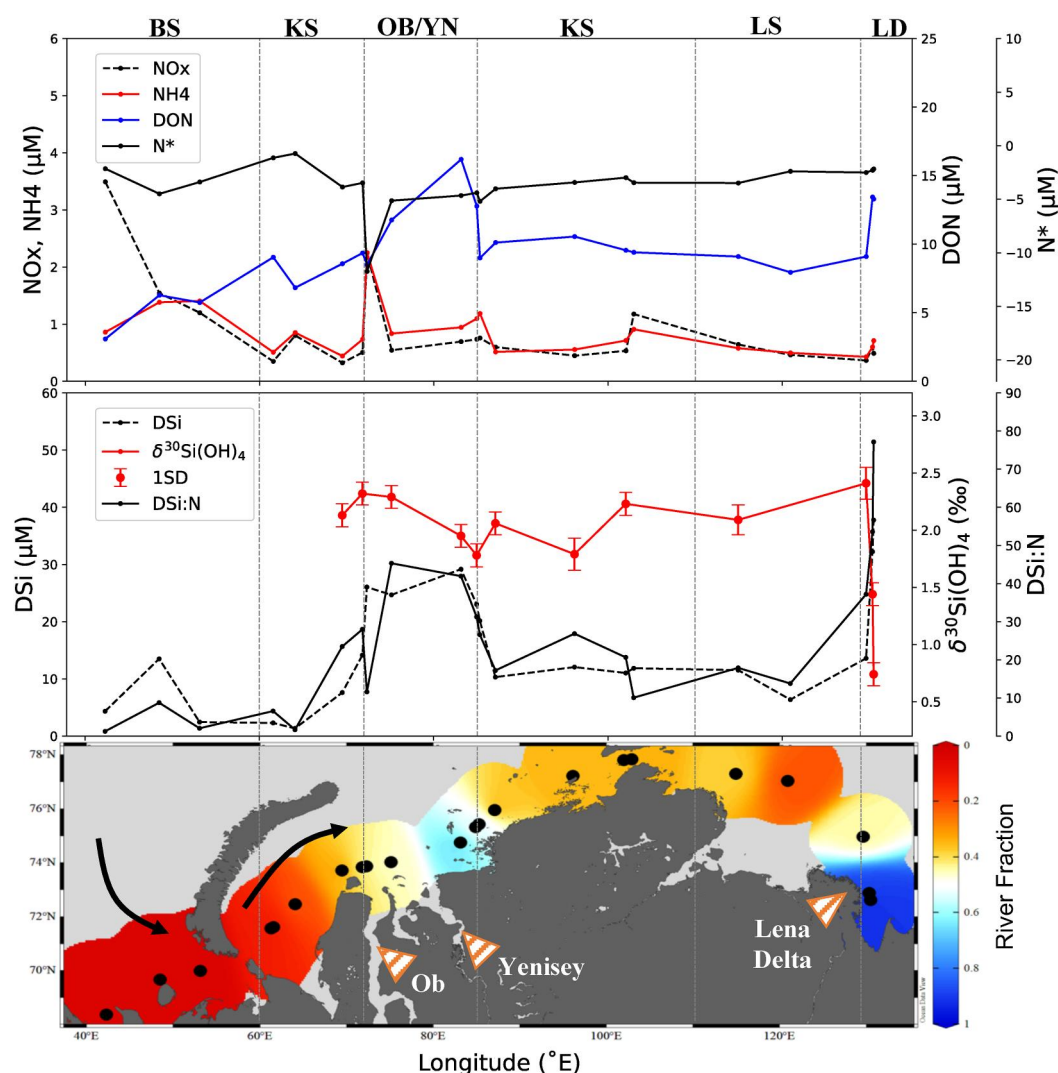 BS KS OB/YN KS LS LD
6 25 10
NOx
NH4
DON
N*
5 20 5
4 0
15
3 -5
10
2 -10
5
1 -15
-20
0 0
NOx, NH4 (µM)
DON (µM)
N* (µM)
60 90
DSi
δ³⁰Si(OH)₄
1SD
DSi:N
3.0
80
50
2.5 70
40 60
2.0
50
30
1.5 40
20 30
1.0
20
10
0.5 10
0 0
DSi (µM)
δ³⁰Si(OH)₄ (‰)
DSi:N
78°N
76°N
74°N
72°N
70°N
Ob
Yenisey
Lena
Delta
0
0.2
0.4
0.6
0.8
1
River Fraction
Ocean Data View
40°E 60°E 80°E 100°E 120°E
Longitude (˚E)